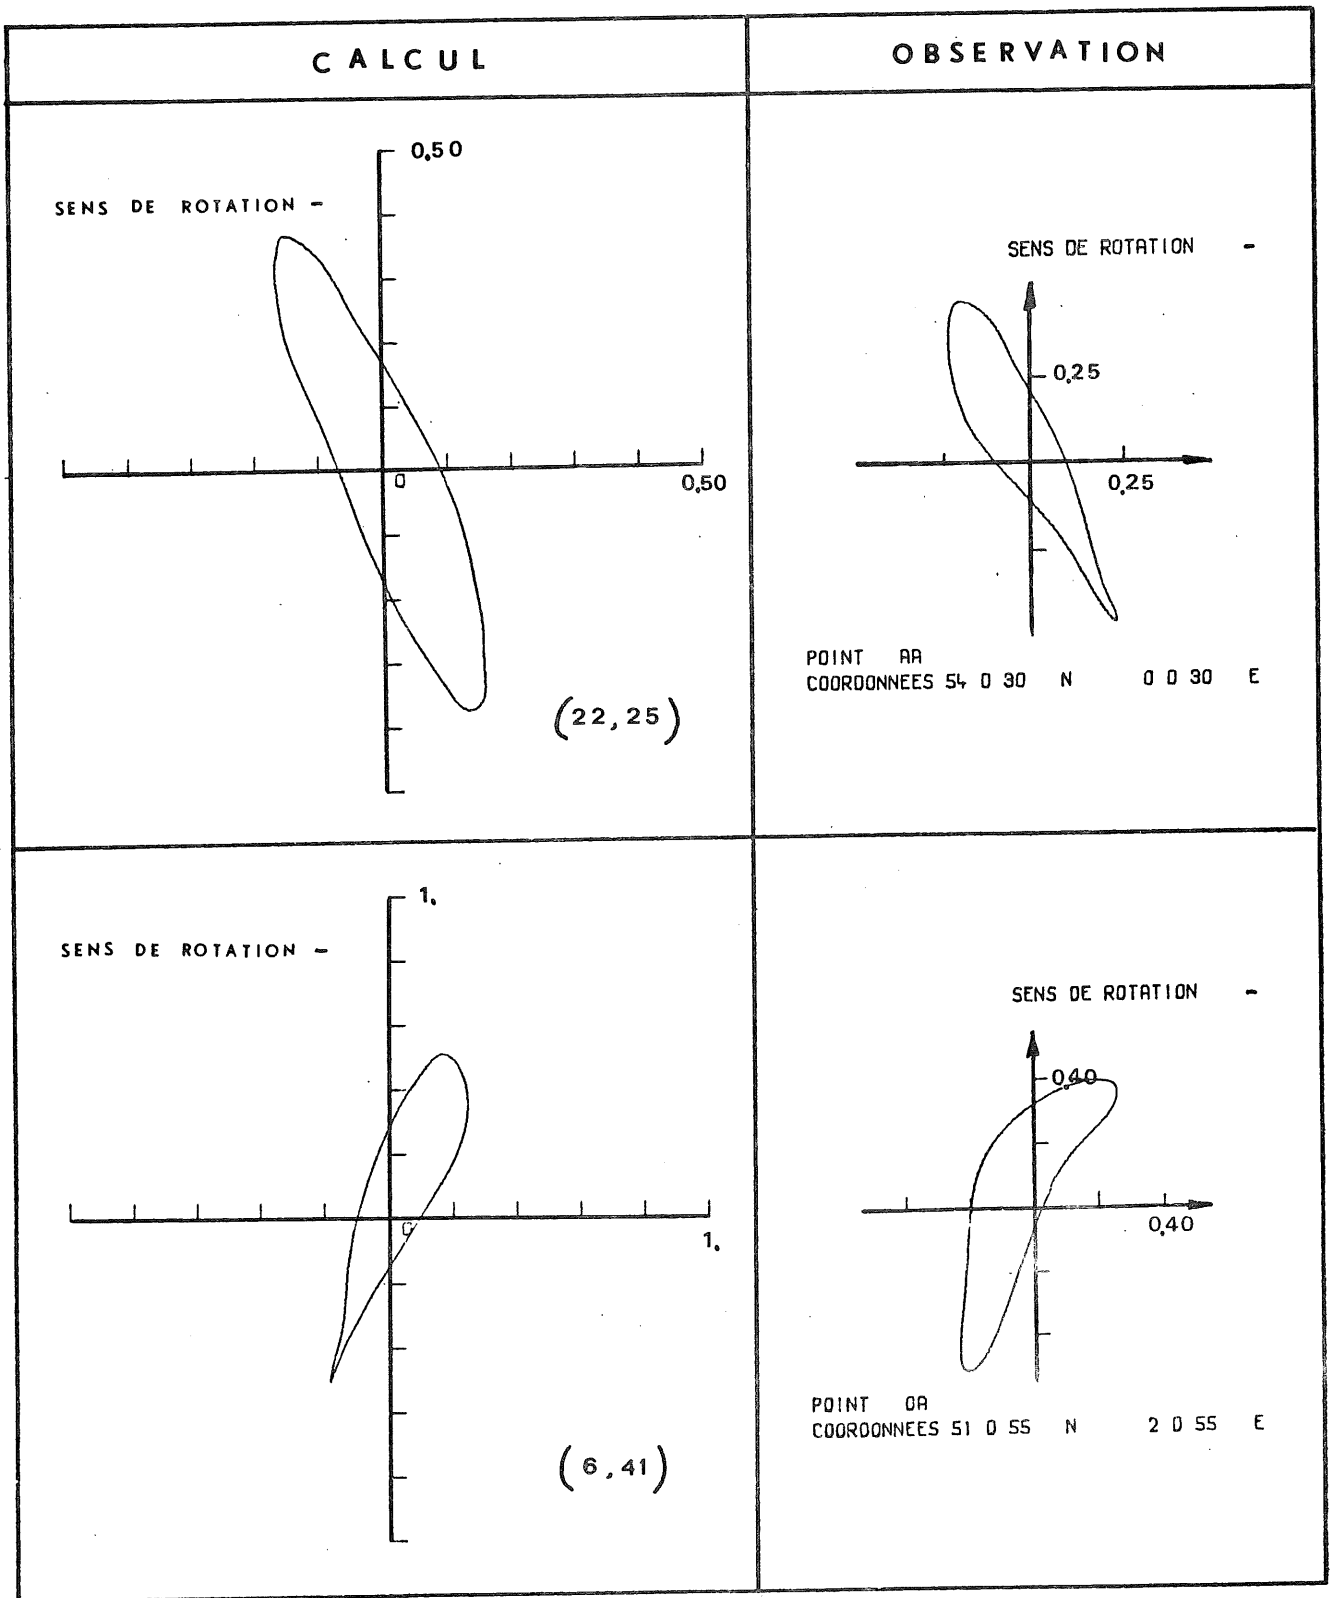 CALCUL
OBSERVATION
0,50
SENS DE ROTATION -
0
0,50
(22,25)
SENS DE ROTATION -
0,25
0,25
POINT AA
COORDONNEES 54 0 30 N 0 0 30 E
1.
SENS DE ROTATION -
0
1.
(6,41)
SENS DE ROTATION -
0,40
0,40
POINT OA
COORDONNEES 51 0 55 N 2 0 55 E